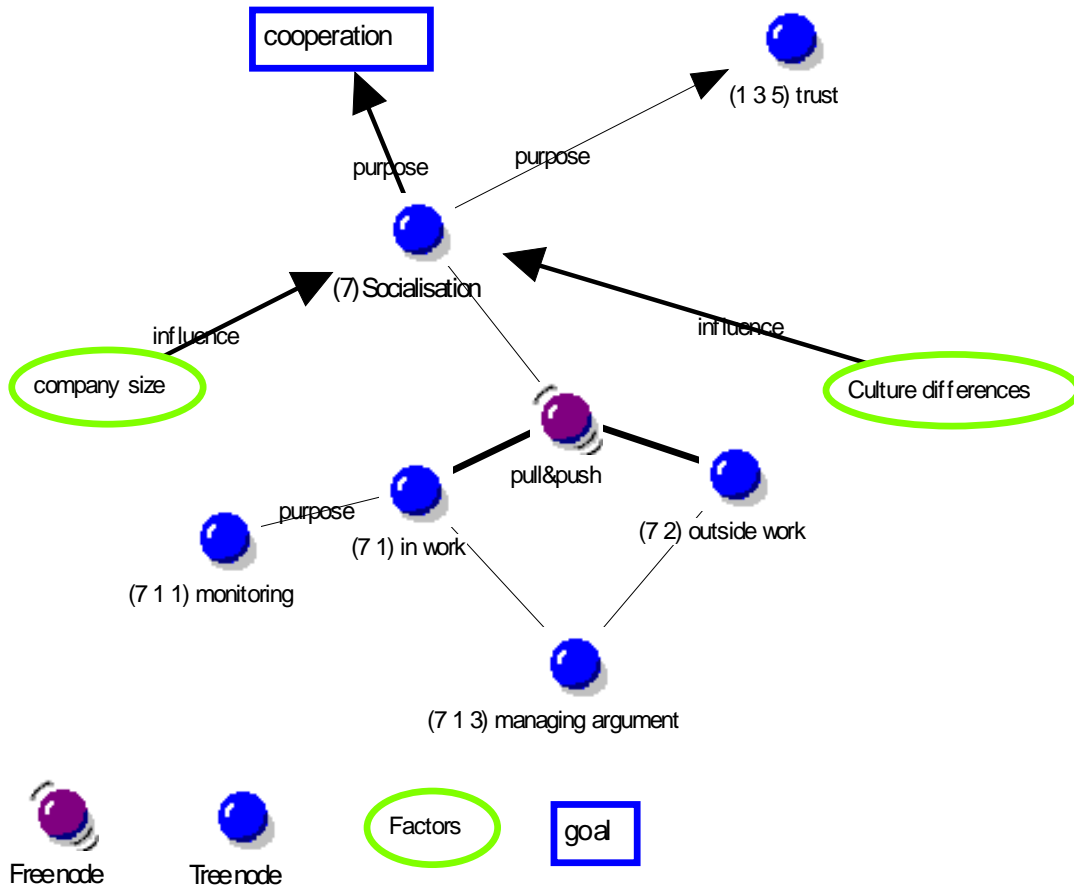 cooperation
(1 3 5) trust
purpose
purpose
(7) Socialisation
influence
influence
company size
Culture differences
pull&push
purpose
(7 1) in work
(7 2) outside work
(7 1 1) monitoring
(7 1 3) managing argument
Factors
goal
Free node
Tree node